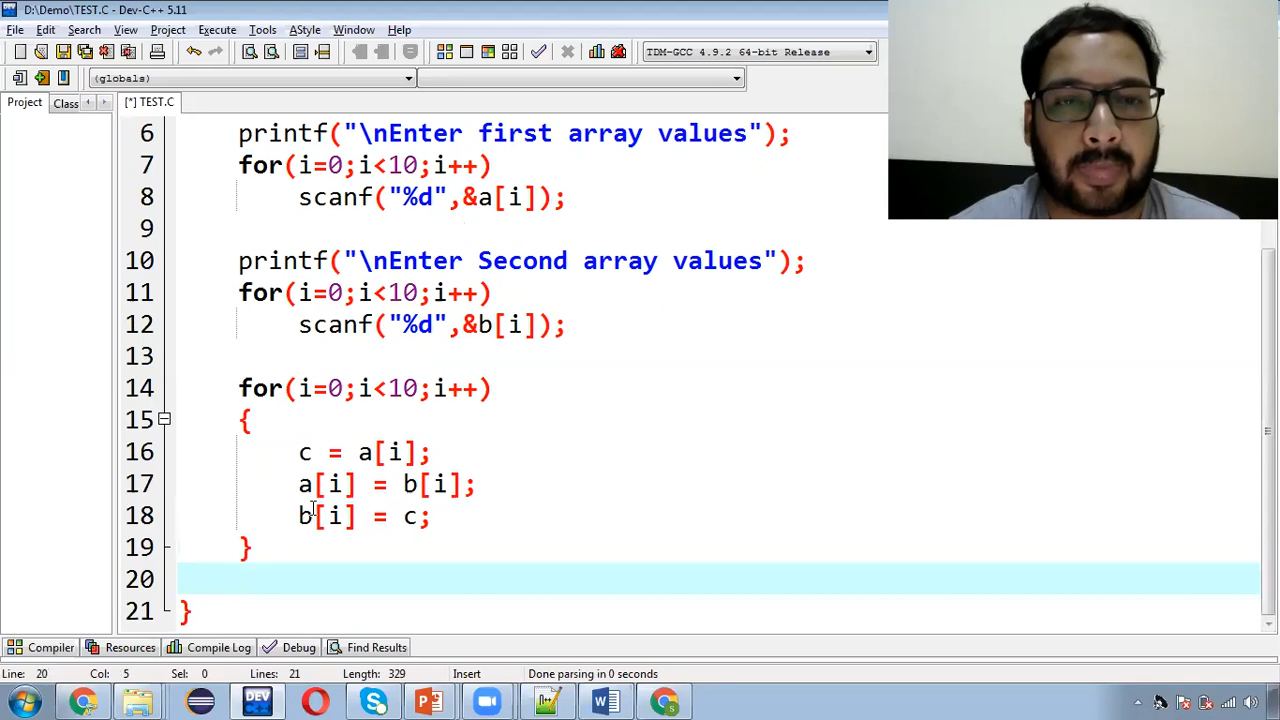 D:\Demo\TEST.C - Dev-C++ 5.11
File Edit Search View Project Execute Tools AStyle Window Help
TDM-GCC 4.9.2 64-bit Release
(globals)
Project Class [*] TEST.C
6 printf("\nEnter first array values");
7 for(i=0;i<10;i++)
8 scanf("%d",&a[i]);
9
10 printf("\nEnter Second array values");
11 for(i=0;i<10;i++)
12 scanf("%d",&b[i]);
13
14 for(i=0;i<10;i++)
15 {
16 c = a[i];
17 a[i] = b[i];
18 b[i] = c;
19 }
20
21 }
Compiler Resources Compile Log Debug Find Results
Line: 20 Col: 5 Sel: 0 Lines: 21 Length: 329 Insert Done parsing in 0 seconds
DEV